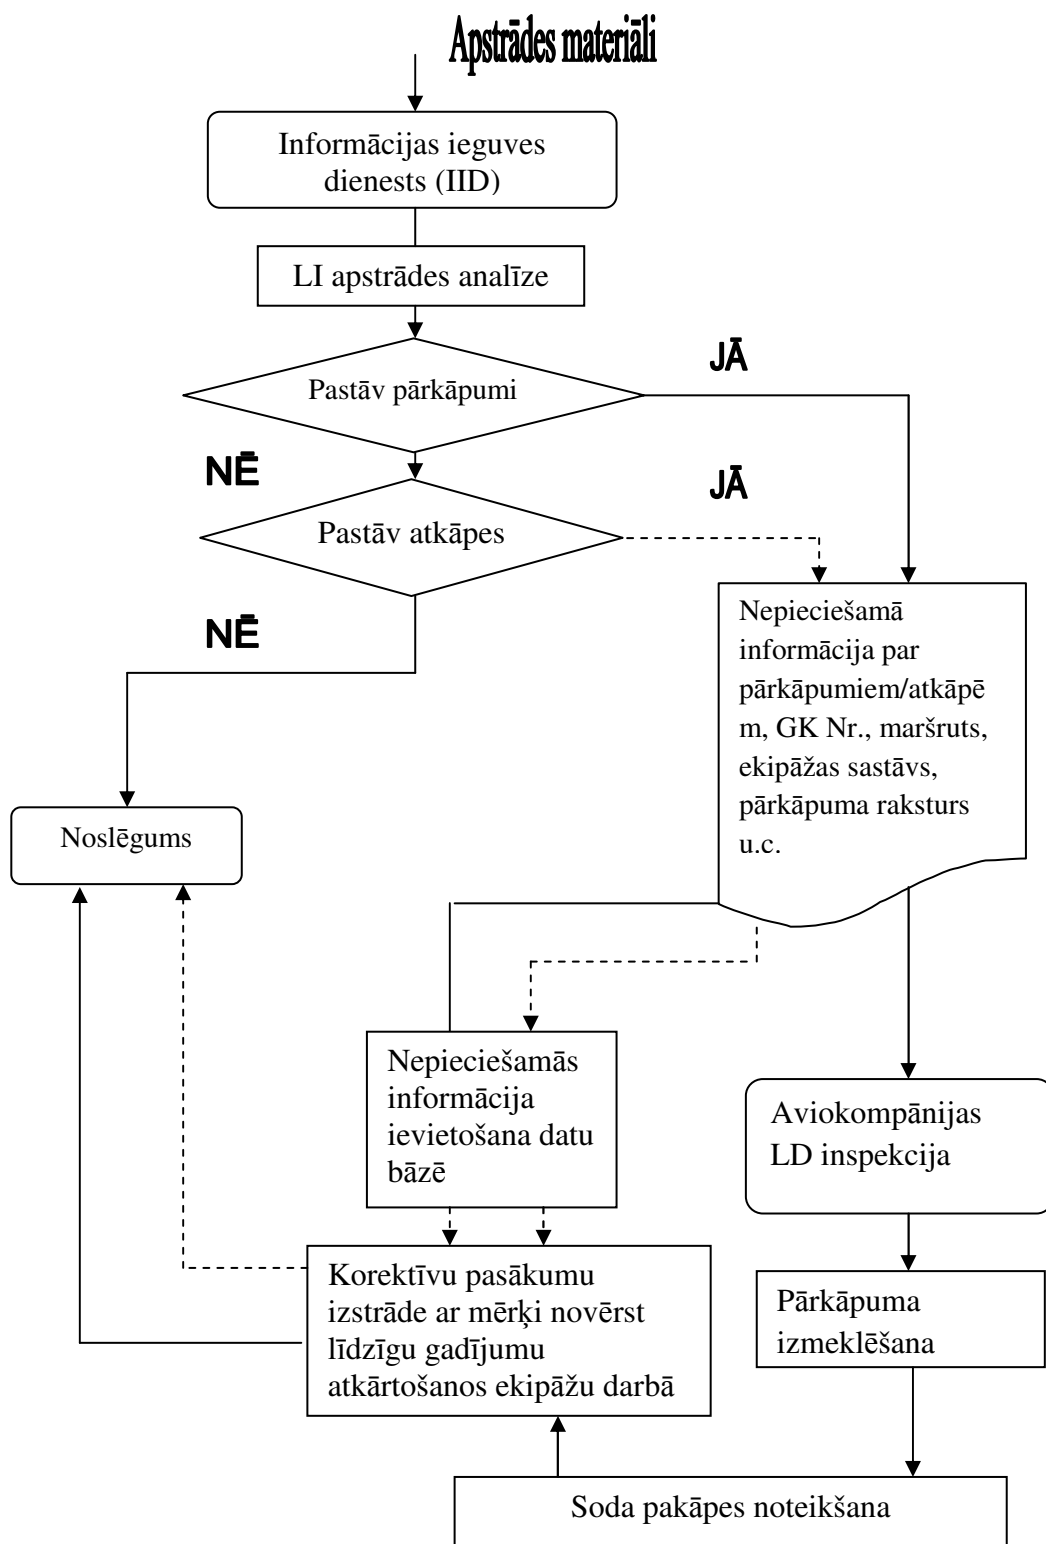 Apstrādes materiāli
Informācijas ieguves
dienests (IID)
LI apstrādes analīze
Pastāv pārkāpumi
JĀ
NĒ
Pastāv atkāpes
JĀ
NĒ
Nepieciešamā
informācija par
pārkāpumiem/atkāpē
m, GK Nr., maršruts,
ekipāžas sastāvs,
pārkāpuma raksturs
u.c.
Noslēgums
Nepieciešamās
informācija
ievietošana datu
bāzē
Aviokompānijas
LD inspekcija
Korektīvu pasākumu
izstrāde ar mērķi novērst
līdzīgu gadījumu
atkārtošanos ekipāžu darbā
Pārkāpuma
izmeklēšana
Soda pakāpes noteikšana